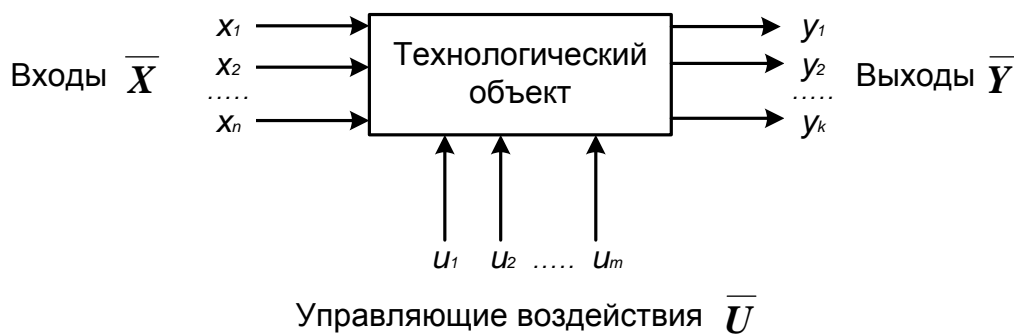 x₁ Технологический y₁
Входы X̅ x₂ объект y₂ Выходы Y̅
..... .....
xₙ yₖ
u₁ u₂ ..... uₘ
Управляющие воздействия U̅